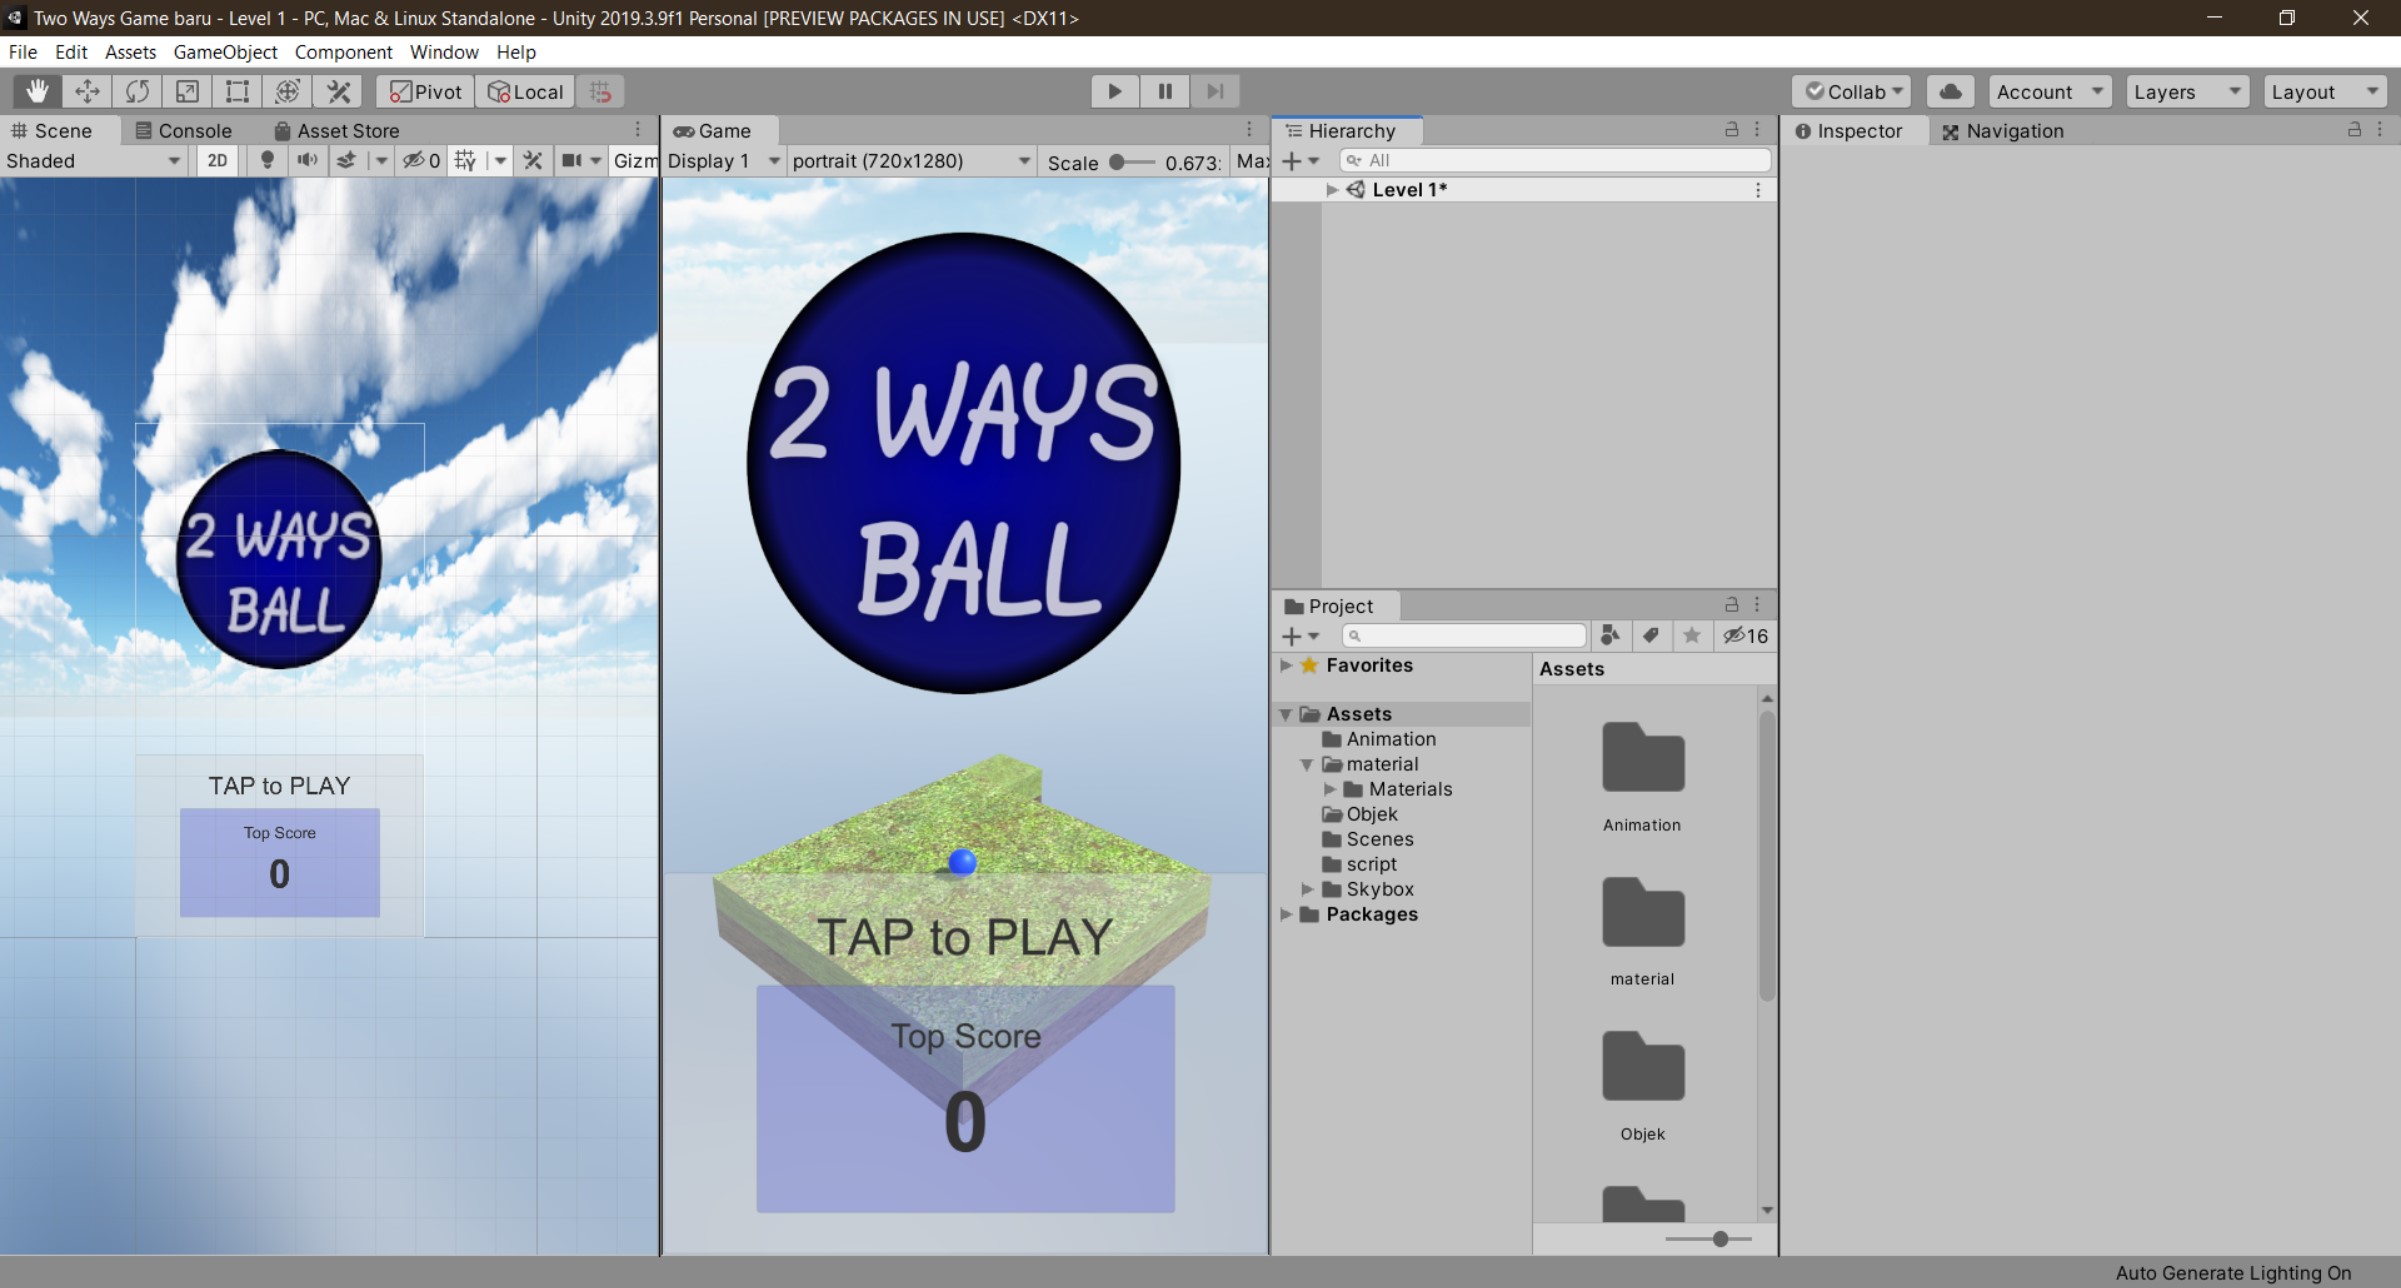 Two Ways Game baru - Level 1 - PC, Mac & Linux Standalone - Unity 2019.3.9f1 Personal [PREVIEW PACKAGES IN USE] <DX11>
File Edit Assets GameObject Component Window Help
Pivot Local Collab Account Layers Layout
Scene Console Asset Store
Shaded 2D 0 Gizm
TAP to PLAY
Top Score
0
2 WAYS
BALL
Game
Display 1 portrait (720x1280) Scale 0.673: Ma
2 WAYS
BALL
TAP to PLAY
Top Score
0
Hierarchy
All
Level 1*
Project
16
Favorites
Assets
Animation
material
Materials
Objek
Scenes
script
Skybox
Packages
Assets
Animation
material
Objek
Inspector Navigation
Auto Generate Lighting On